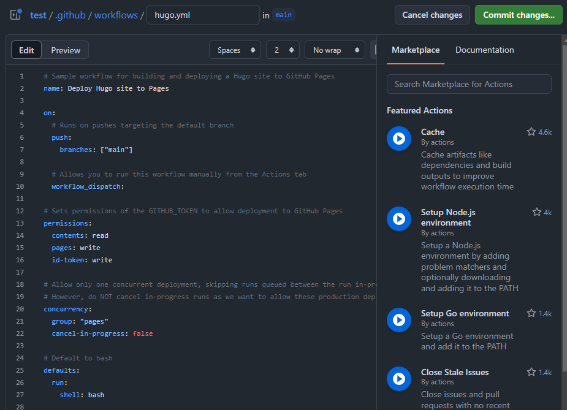 test / .github / workflows / hugo.yml in main
Cancel changes
Commit changes...
Edit Preview
Spaces 2 No wrap
1 # Sample workflow for building and deploying a Hugo site to GitHub Pages
2 name: Deploy Hugo site to Pages
3
4 on:
5 # Runs on pushes targeting the default branch
6 push:
7 branches: ["main"]
8
9 # Allows you to run this workflow manually from the Actions tab
10 workflow_dispatch:
11
12 # Sets permissions of the GITHUB_TOKEN to allow deployment to GitHub Pages
13 permissions:
14 contents: read
15 pages: write
16 id-token: write
17
18 # Allow only one concurrent deployment, skipping runs queued between the run in-pr
19 # However, do NOT cancel in-progress runs as we want to allow these production dep
20 concurrency:
21 group: "pages"
22 cancel-in-progress: false
23
24 # Default to bash
25 defaults:
26 run:
27 shell: bash
28
Marketplace Documentation
Search Marketplace for Actions
Featured Actions
Cache 4.6k
By actions
Cache artifacts like
dependencies and build
outputs to improve
workflow execution time
Setup Node.js 4k
environment
By actions
Setup a Node.js
environment by adding
problem matchers and
optionally downloading
and adding it to the PATH
Setup Go environment 1.4k
By actions
Setup a Go environment
and add it to the PATH
Close Stale Issues 1.4k
By actions
Close issues and pull
requests with no recent